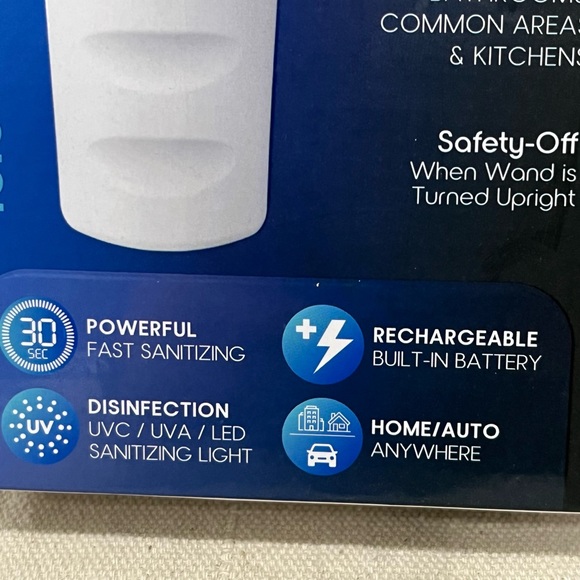 COMMON AREAS
& KITCHENS
Safety-Off
When Wand is
Turned Upright
30
SEC
POWERFUL
FAST SANITIZING
RECHARGEABLE
BUILT-IN BATTERY
UV
DISINFECTION
UVC / UVA / LED
SANITIZING LIGHT
HOME/AUTO
ANYWHERE